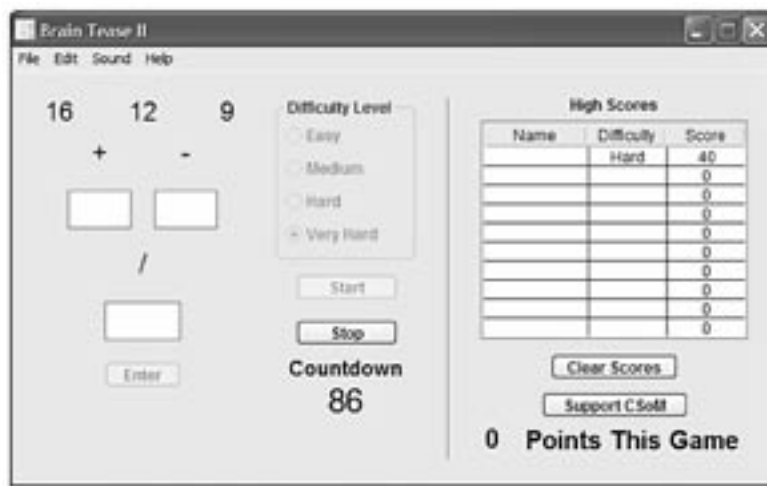 Brain Tease II
File Edit Sound Help
16 12 9
+ -
/
Enter
Difficulty Level
Easy
Medium
Hard
Very Hard
Start
Stop
Countdown
86
High Scores
Name Difficulty Score
Hard 40
0
0
0
0
0
0
0
0
0
Clear Scores
Support CSoM
0 Points This Game